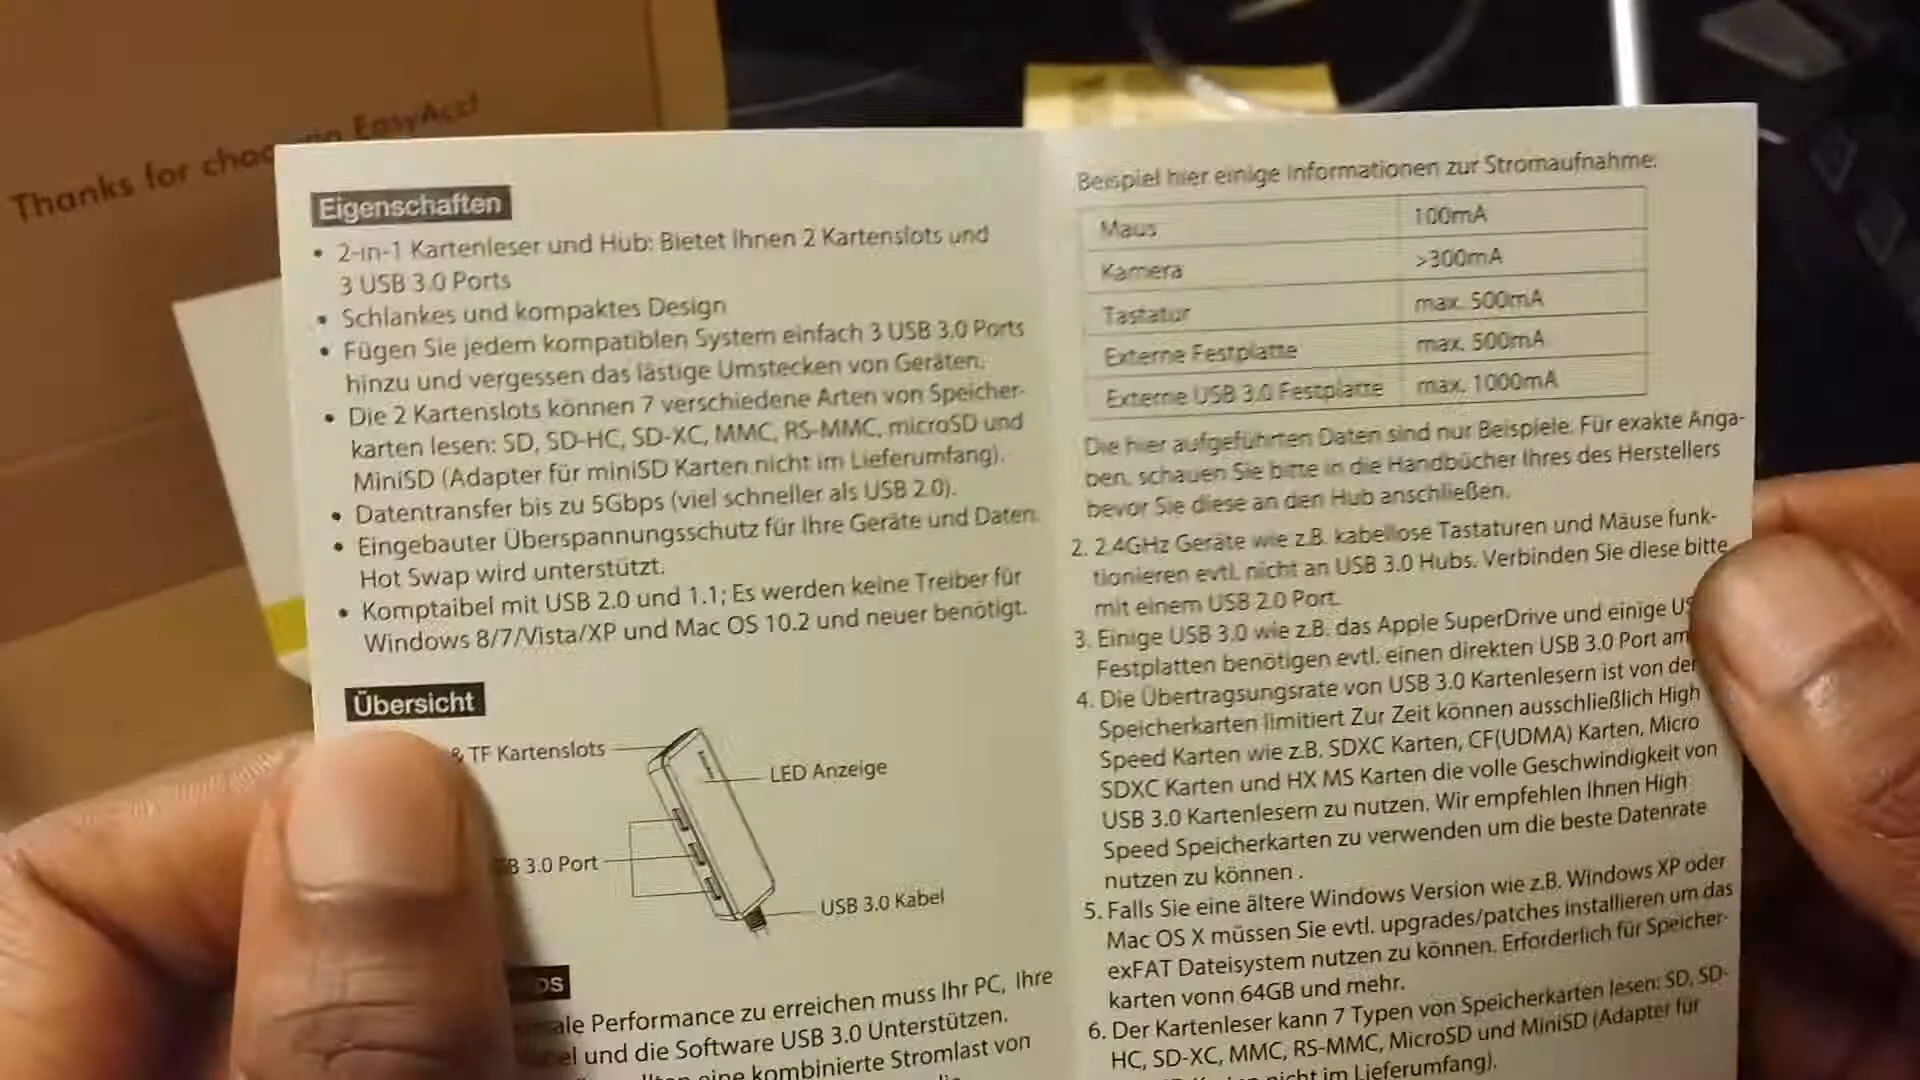 Thanks for choo EasyAcc!
Eigenschaften
• 2-in-1 Kartenleser und Hub: Bietet Ihnen 2 Kartenslots und
3 USB 3.0 Ports
• Schlankes und kompaktes Design
• Fügen Sie jedem kompatiblen System einfach 3 USB 3.0 Ports
hinzu und vergessen das lästige Umstecken von Geräten.
• Die 2 Kartenslots können 7 verschiedene Arten von Speicher-
karten lesen: SD, SD-HC, SD-XC, MMC, RS-MMC, microSD und
MiniSD (Adapter für miniSD Karten nicht im Lieferumfang).
• Datentransfer bis zu 5Gbps (viel schneller als USB 2.0).
• Eingebauter Überspannungsschutz für Ihre Geräte und Daten.
Hot Swap wird unterstützt.
• Komptaibel mit USB 2.0 und 1.1; Es werden keine Treiber für
Windows 8/7/Vista/XP und Mac OS 10.2 und neuer benötigt.
Übersicht
& TF Kartenslots
LED Anzeige
B 3.0 Port
USB 3.0 Kabel
os
male Performance zu erreichen muss Ihr PC, Ihre
el und die Software USB 3.0 Unterstützen.
eine kombinierte Stromlast von
Beispiel hier einige Informationen zur Stromaufnahme:
Maus 100mA
Kamera >300mA
Tastatur max. 500mA
Externe Festplatte max. 500mA
Externe USB 3.0 Festplatte max. 1000mA
Die hier aufgeführten Daten sind nur Beispiele. Für exakte Anga-
ben, schauen Sie bitte in die Handbücher Ihres des Herstellers
bevor Sie diese an den Hub anschließen.
2. 2.4GHz Geräte wie z.B. kabellose Tastaturen und Mäuse funk-
tionieren evtl. nicht an USB 3.0 Hubs. Verbinden Sie diese bitte
mit einem USB 2.0 Port.
3. Einige USB 3.0 wie z.B. das Apple SuperDrive und einige US
Festplatten benötigen evtl. einen direkten USB 3.0 Port am
4. Die Übertragsungsrate von USB 3.0 Kartenlesern ist von den
Speicherkarten limitiert Zur Zeit können ausschließlich High
Speed Karten wie z.B. SDXC Karten, CF(UDMA) Karten, Micro
SDXC Karten und HX MS Karten die volle Geschwindigkeit von
USB 3.0 Kartenlesern zu nutzen. Wir empfehlen Ihnen High
Speed Speicherkarten zu verwenden um die beste Datenrate
nutzen zu können .
5. Falls Sie eine ältere Windows Version wie z.B. Windows XP oder
Mac OS X müssen Sie evtl. upgrades/patches installieren um das
exFAT Dateisystem nutzen zu können. Erforderlich für Speicher-
karten vonn 64GB und mehr.
6. Der Kartenleser kann 7 Typen von Speicherkarten lesen: SD, SD-
HC, SD-XC, MMC, RS-MMC, MicroSD und MiniSD (Adapter für
nicht im Lieferumfang).